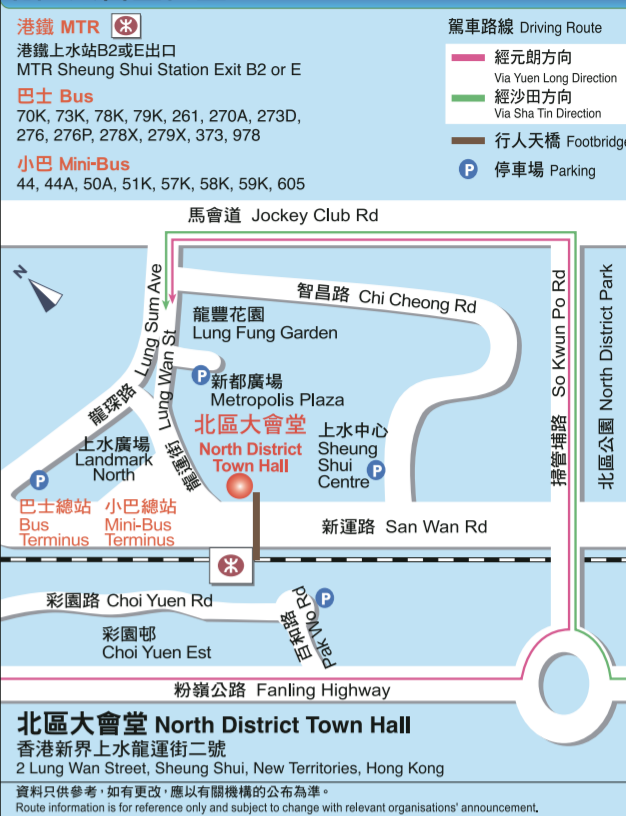 港鐵 MTR
港鐵上水站B2或E出口
MTR Sheung Shui Station Exit B2 or E
巴士 Bus
70K, 73K, 78K, 79K, 261, 270A, 273D,
276, 276P, 278X, 279X, 373, 978
小巴 Mini-Bus
44, 44A, 50A, 51K, 57K, 58K, 59K, 605
駕車路線 Driving Route
經元朗方向
Via Yuen Long Direction
經沙田方向
Via Sha Tin Direction
行人天橋 Footbridge
P 停車場 Parking
馬會道 Jockey Club Rd
N
智昌路 Chi Cheong Rd
龍琛路 Lung Sum Ave
龍運街 Lung Wan St
掃管埔路 So Kwun Po Rd
北區公園 North District Park
龍豐花園
Lung Fung Garden
P
新都廣場
Metropolis Plaza
北區大會堂
North District
Town Hall
上水中心
Sheung
Shui
Centre
P
上水廣場
Landmark
North
P
巴士總站
Bus
Terminus
小巴總站
Mini-Bus
Terminus
新運路 San Wan Rd
彩園路 Choi Yuen Rd
彩園邨
Choi Yuen Est
百和路 Pak Wo Rd
P
粉嶺公路 Fanling Highway
北區大會堂 North District Town Hall
香港新界上水龍運街二號
2 Lung Wan Street, Sheung Shui, New Territories, Hong Kong
資料只供參考，如有更改，應以有關機構的公布為準。
Route information is for reference only and subject to change with relevant organisations' announcement.